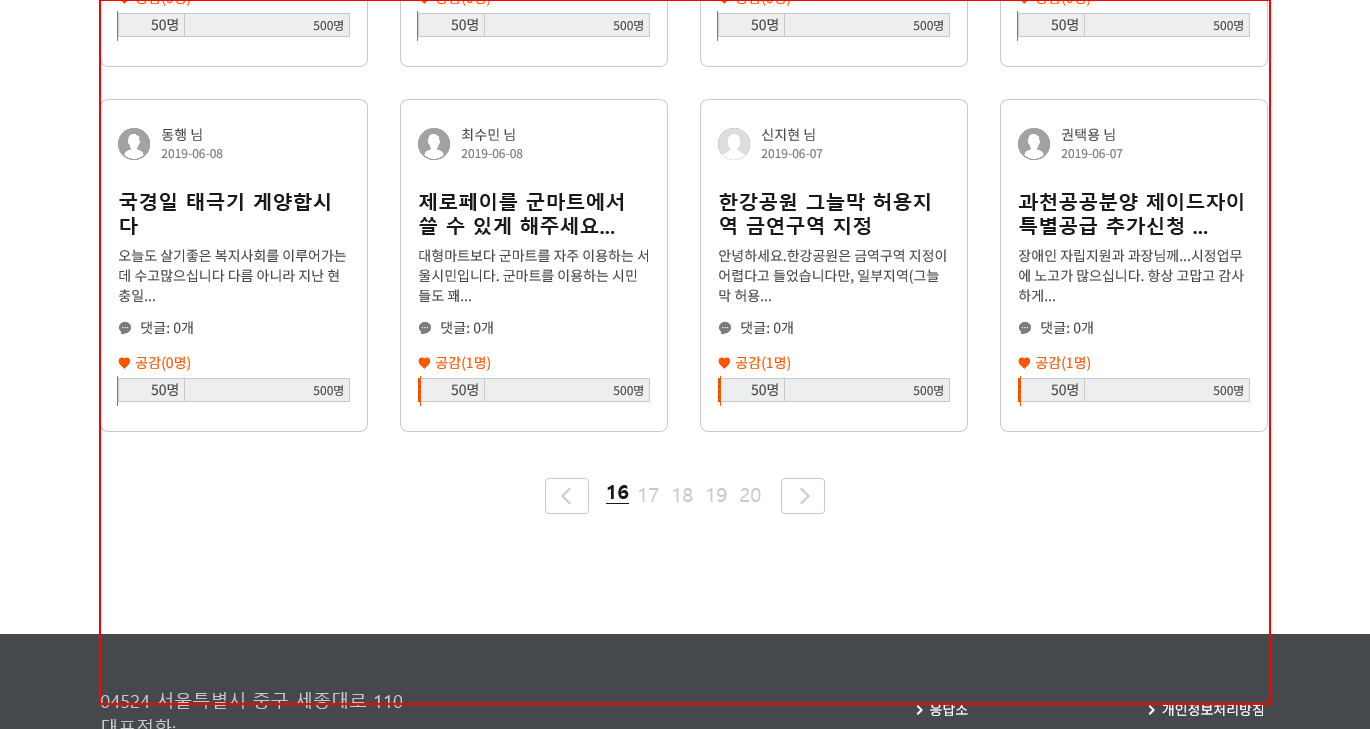 공감(0명)
공감(0명)
공감(0명)
공감(0명)
50명 500명
50명 500명
50명 500명
50명 500명
동행 님
2019-06-08
국경일 태극기 게양합시
다
오늘도 살기좋은 복지사회를 이루어가는
데 수고많으십니다 다름 아니라 지난 현
충일...
댓글: 0개
공감(0명)
50명 500명
최수민 님
2019-06-08
제로페이를 군마트에서
쓸 수 있게 해주세요...
대형마트보다 군마트를 자주 이용하는 서
울시민입니다. 군마트를 이용하는 시민
들도 꽤...
댓글: 0개
공감(1명)
50명 500명
신지현 님
2019-06-07
한강공원 그늘막 허용지
역 금연구역 지정
안녕하세요.한강공원은 금역구역 지정이
어렵다고 들었습니다만, 일부지역(그늘
막 허용...
댓글: 0개
공감(1명)
50명 500명
권택용 님
2019-06-07
과천공공분양 제이드자이
특별공급 추가신청 ...
장애인 자립지원과 과장님께...시정업무
에 노고가 많으십니다. 항상 고맙고 감사
하게...
댓글: 0개
공감(1명)
50명 500명
16 17 18 19 20
04524 서울특별시 중구 세종대로 110
대표전화:
응답소
개인정보처리방침